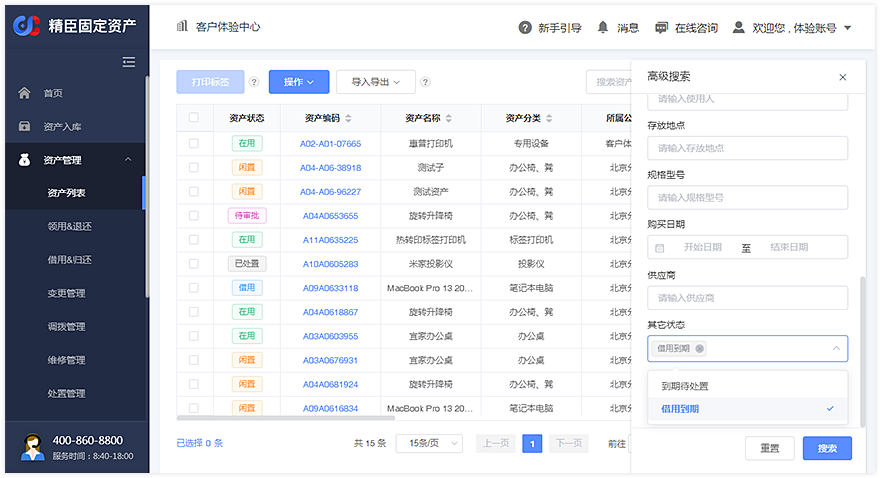 精臣固定资产
客户体验中心
新手引导
消息
在线咨询
欢迎您 , 体验账号
首页
资产入库
资产管理
资产列表
领用&退还
借用&归还
变更管理
调拨管理
维修管理
处置管理
400-860-8800
服务时间：8:40-18:00
打印标签 ?
操作
导入导出 ?
搜索资产
资产状态 资产编码 资产名称 资产分类 所属公
在用 A02-A01-07665 惠普打印机 专用设备 客户体
闲置 A04-A06-38918 测试子 办公椅、凳 北京分
闲置 A04-A06-96227 测试资产 办公椅、凳 北京分
待审批 A04A0653655 旋转升降椅 办公椅、凳 北京分
在用 A11A0635225 热转印标签打印机 标签打印机 北京分
已处置 A10A0605283 米家投影仪 投影仪 北京分
借用 A09A0633118 MacBook Pro 13 20... 笔记本电脑 北京分
在用 A04A0618867 旋转升降椅 办公椅、凳 北京分
在用 A03A0603955 宜家办公桌 办公桌 北京分
闲置 A03A0676931 宜家办公桌 办公桌 北京分
闲置 A04A0681924 旋转升降椅 办公椅、凳 北京分
闲置 A09A0616834 MacBook Pro 13 20... 笔记本电脑 北京分
已选择 0 条
共 15 条
15条/页
上一页
1
下一页
前往
高级搜索
请输入使用人
存放地点
请输入存放地点
规格型号
请输入规格型号
购买日期
开始日期 至 结束日期
供应商
请输入供应商
其它状态
借用到期
到期待处置
借用到期
重置
搜索